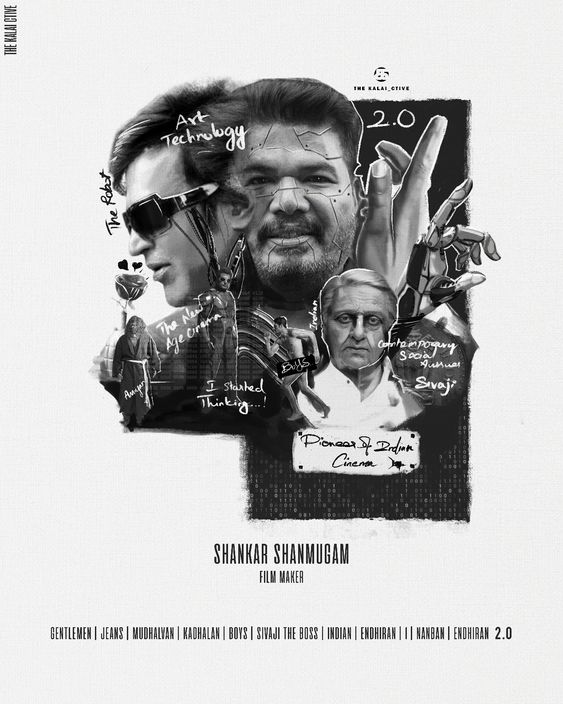 THE KALAI CTIVE
THE KALAI_CTIVE
Art
Technology
2.0
The Robot
The New
Age Cinema
Indian
Contemporary
Social
Sivaji
BOYS
I Started
Thinking...!
Pioneer of Indian
Cinema
SHANKAR SHANMUGAM
FILM MAKER
GENTLEMEN | JEANS | MUDHALVAN | KADHALAN | BOYS | SIVAJI THE BOSS | INDIAN | ENDHIRAN | I | NANBAN | ENDHIRAN 2.0